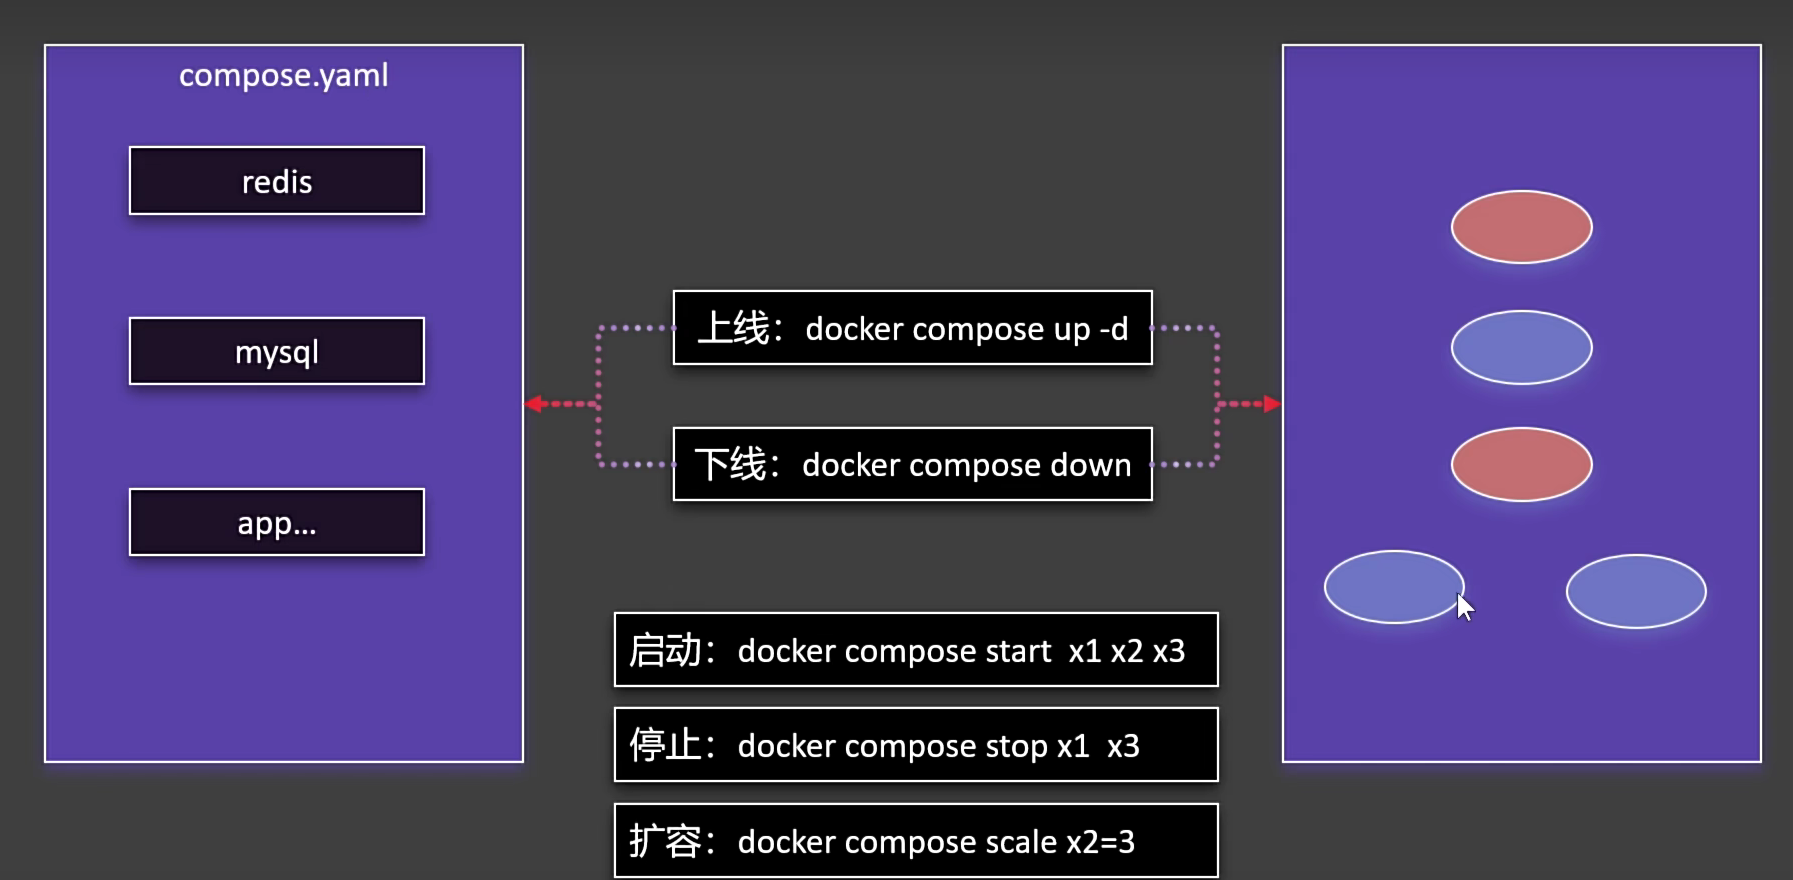 compose.yaml
redis
mysql
app...
上线：docker compose up -d
下线：docker compose down
启动：docker compose start  x1 x2 x3
停止：docker compose stop x1  x3
扩容：docker compose scale x2=3